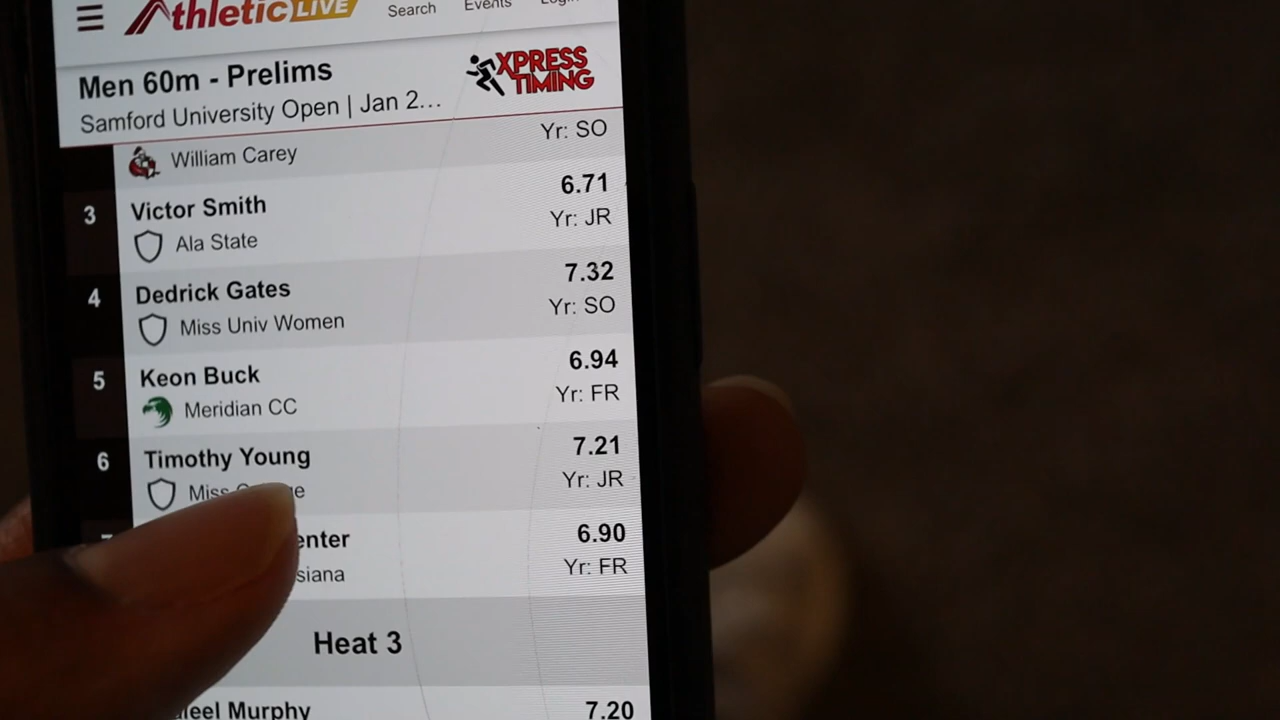 AthleticLIVE Search Events
Men 60m - Prelims
Samford University Open | Jan 2...
XPRESS
TIMING
Yr: SO
William Carey
3 Victor Smith 6.71
Ala State Yr: JR
4 Dedrick Gates 7.32
Miss Univ Women Yr: SO
5 Keon Buck 6.94
Meridian CC Yr: FR
6 Timothy Young 7.21
Yr: JR
6.90
Yr: FR
Heat 3
Murphy 7.20